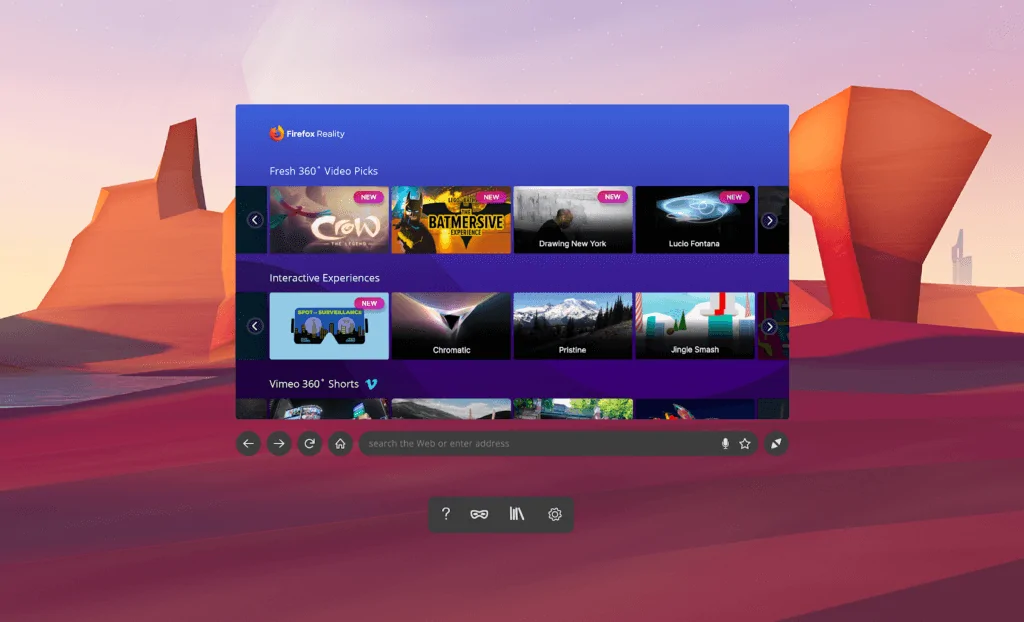 Firefox Reality
Fresh 360° Video Picks
NEW
NEW
NEW
NEW
CROW
THE LEGEND
THE
BATMERSIVE
EXPERIENCE
Drawing New York
Lucio Fontana
Interactive Experiences
NEW
SPOT THE SURVEILLANCE
Chromatic
Pristine
Jingle Smash
Vimeo 360° Shorts
search the Web or enter address
?